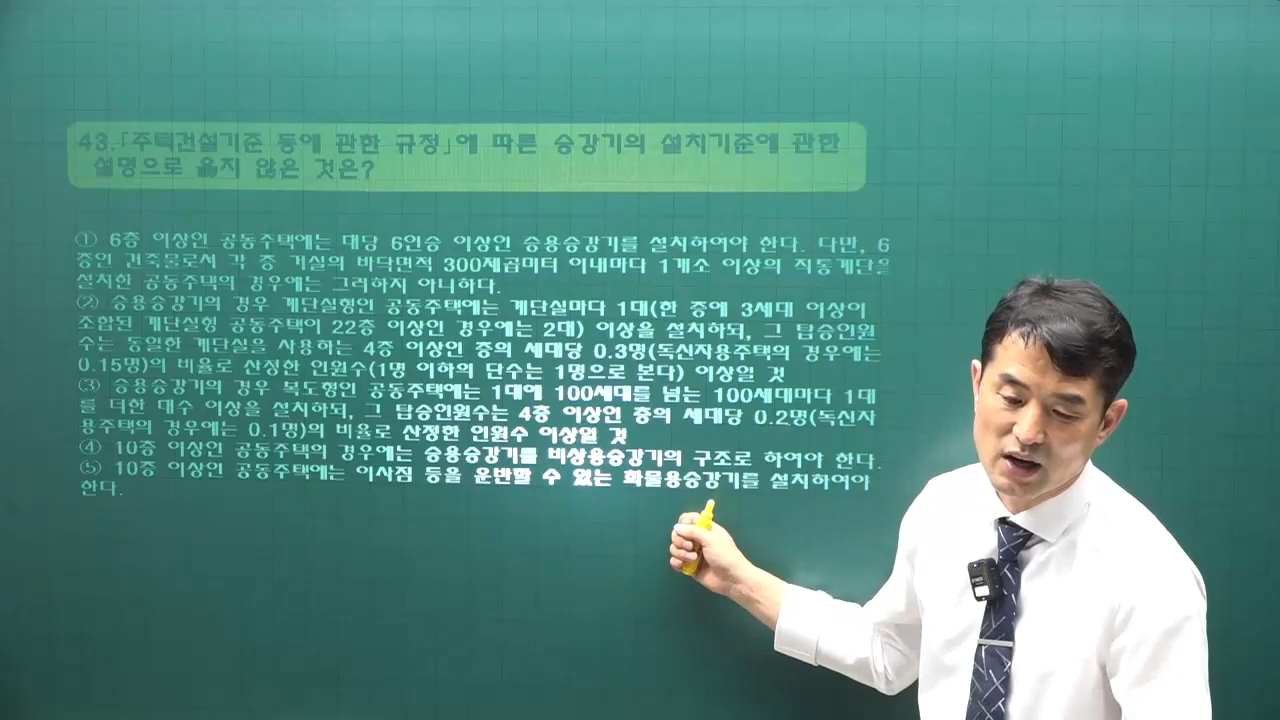 43.「주택건설기준 등에 관한 규정」에 따른 승강기의 설치기준에 관한
설명으로 옳지 않은 것은?
① 6층 이상인 공동주택에는 대당 6인승 이상인 승용승강기를 설치하여야 한다. 다만, 6
층인 건축물로서 각 층 거실의 바닥면적 300제곱미터 이내마다 1개소 이상의 직통계단을
설치한 공동주택의 경우에는 그러하지 아니하다.
② 승용승강기의 경우 계단실형인 공동주택에는 계단실마다 1대(한 층에 3세대 이상이
조합된 계단실형 공동주택이 22층 이상인 경우에는 2대) 이상을 설치하되, 그 탑승인원
수는 동일한 계단실을 사용하는 4층 이상인 층의 세대당 0.3명(독신자용주택의 경우에는
0.15명)의 비율로 산정한 인원수(1명 이하의 단수는 1명으로 본다) 이상일 것
③ 승용승강기의 경우 복도형인 공동주택에는 1대에 100세대를 넘는 100세대마다 1대
를 더한 대수 이상을 설치하되, 그 탑승인원수는 4층 이상인 층의 세대당 0.2명(독신자
용주택의 경우에는 0.1명)의 비율로 산정한 인원수 이상일 것
④ 10층 이상인 공동주택의 경우에는 승용승강기를 비상용승강기의 구조로 하여야 한다.
⑤ 10층 이상인 공동주택에는 이사짐 등을 운반할 수 있는 화물용승강기를 설치하여야
한다.